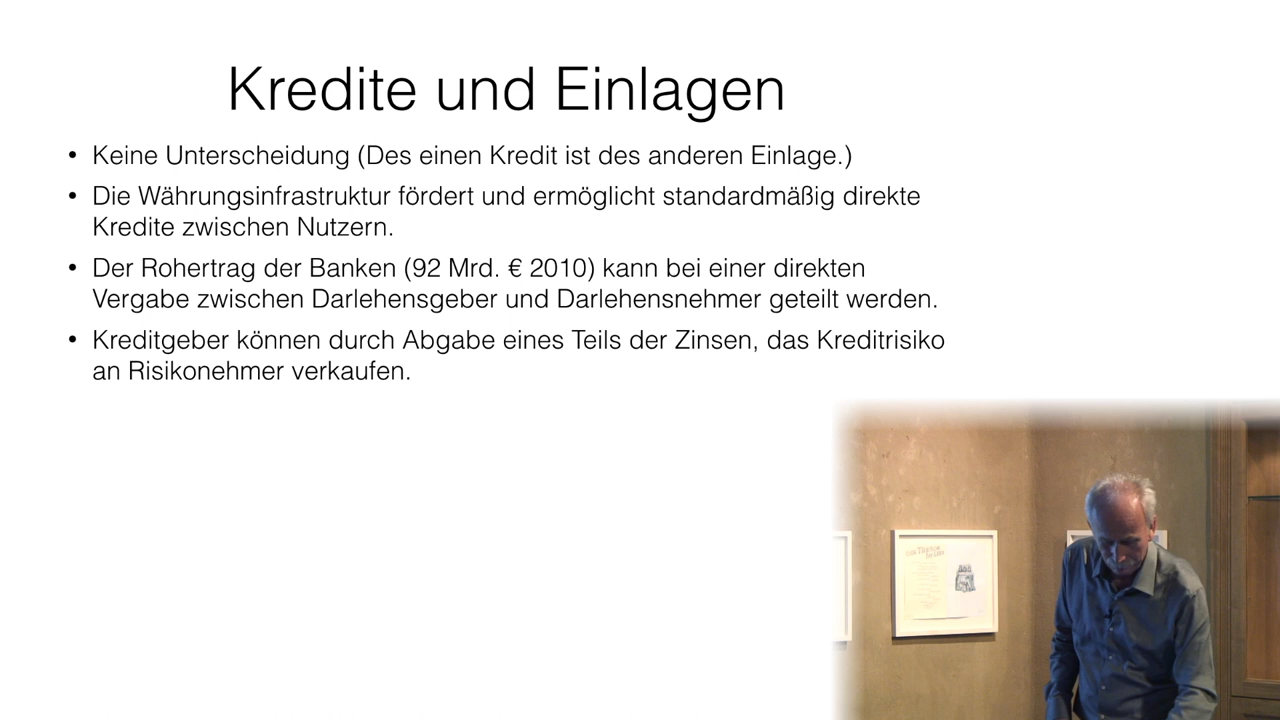 Kredite und Einlagen
• Keine Unterscheidung (Des einen Kredit ist des anderen Einlage.)
• Die Währungsinfrastruktur fördert und ermöglicht standardmäßig direkte
Kredite zwischen Nutzern.
• Der Rohertrag der Banken (92 Mrd. € 2010) kann bei einer direkten
Vergabe zwischen Darlehensgeber und Darlehensnehmer geteilt werden.
• Kreditgeber können durch Abgabe eines Teils der Zinsen, das Kreditrisiko
an Risikonehmer verkaufen.